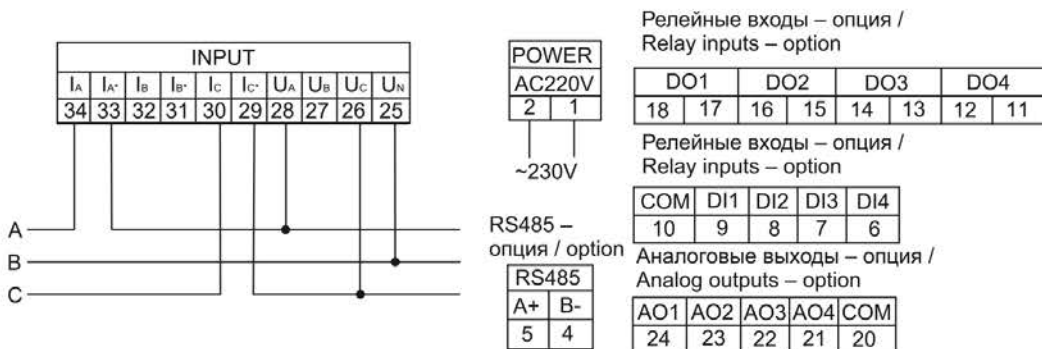 INPUT
IA IA* IB IB* IC IC* UA UB UC UN
34 33 32 31 30 29 28 27 26 25
A
B
C
POWER
AC220V
2 1
~230V
RS485 –
опция / option
RS485
A+ B-
5 4
Релейные входы – опция /
Relay inputs – option
DO1 DO2 DO3 DO4
18 17 16 15 14 13 12 11
Релейные входы – опция /
Relay inputs – option
COM DI1 DI2 DI3 DI4
10 9 8 7 6
Аналоговые выходы – опция /
Analog outputs – option
AO1 AO2 AO3 AO4 COM
24 23 22 21 20